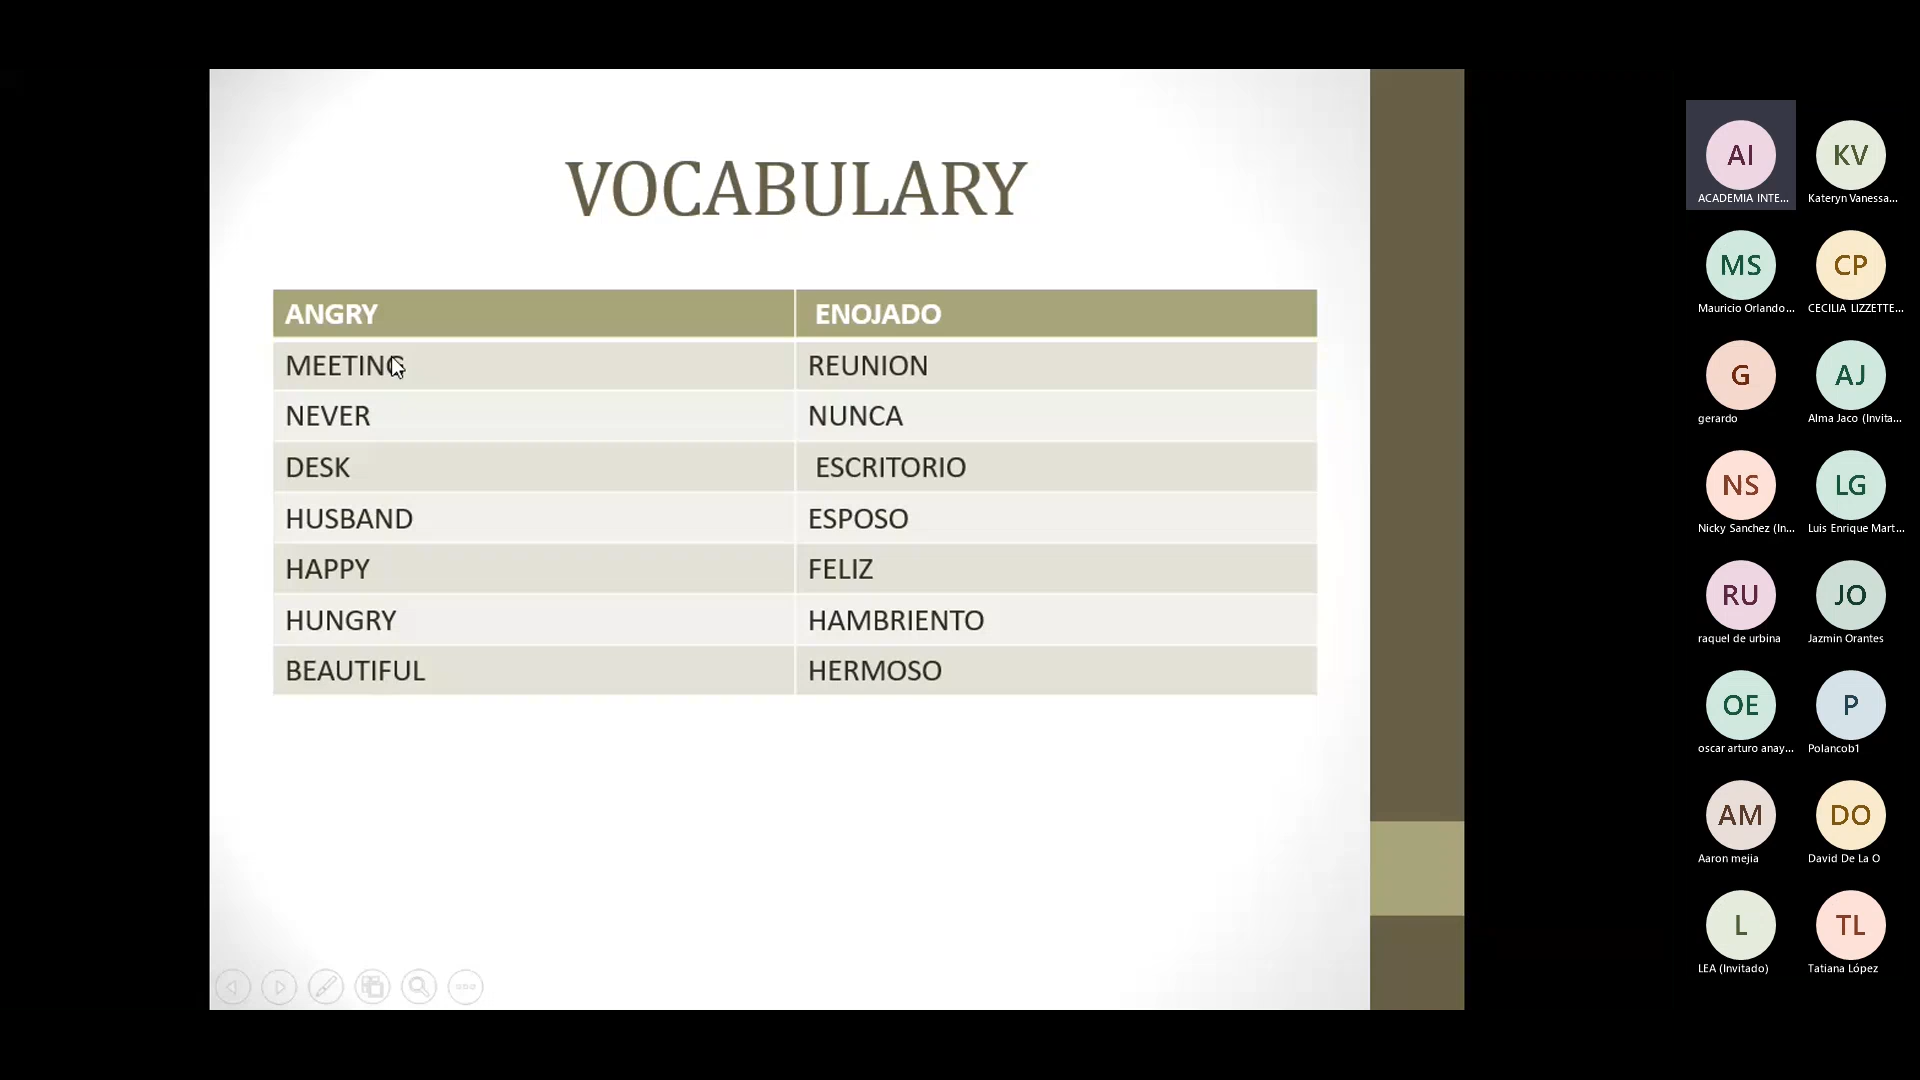 VOCABULARY
ANGRY ENOJADO
MEETING REUNION
NEVER NUNCA
DESK ESCRITORIO
HUSBAND ESPOSO
HAPPY FELIZ
HUNGRY HAMBRIENTO
BEAUTIFUL HERMOSO
AI KV
ACADEMIA INTE... Kateryn Vanessa...
MS CP
Mauricio Orlando... CECILIA LIZZETTE...
G AJ
gerardo Alma Jaco (Invita...
NS LG
Nicky Sanchez (In... Luis Enrique Mart...
RU JO
raquel de urbina Jazmin Orantes
OE P
oscar arturo anay... Polancob1
AM DO
Aaron mejia David De La O
L TL
LEA (Invitado) Tatiana López